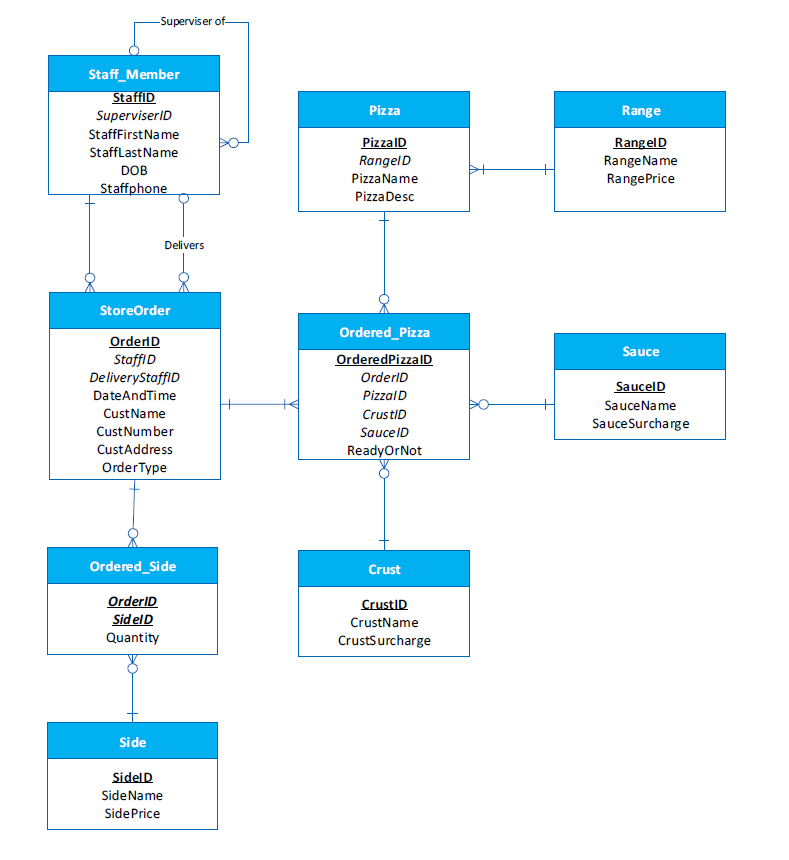 Superviser of
Staff_Member
StaffID
SuperviserID
StaffFirstName
StaffLastName
DOB
Staffphone
Pizza
PizzaID
RangeID
PizzaName
PizzaDesc
Range
RangeID
RangeName
RangePrice
Delivers
StoreOrder
OrderID
StaffID
DeliveryStaffID
DateAndTime
CustName
CustNumber
CustAddress
OrderType
Ordered_Pizza
OrderedPizzaID
OrderID
PizzaID
CrustID
SauceID
ReadyOrNot
Sauce
SauceID
SauceName
SauceSurcharge
Ordered_Side
OrderID
SideID
Quantity
Crust
CrustID
CrustName
CrustSurcharge
Side
SideID
SideName
SidePrice